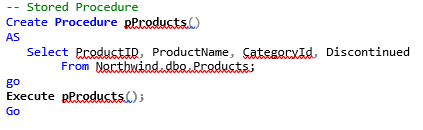 -- Stored Procedure
Create Procedure pProducts()
AS
Select ProductID, ProductName, CategoryId, Discontinued
From Northwind.dbo.Products;
go
Execute pProducts();
Go